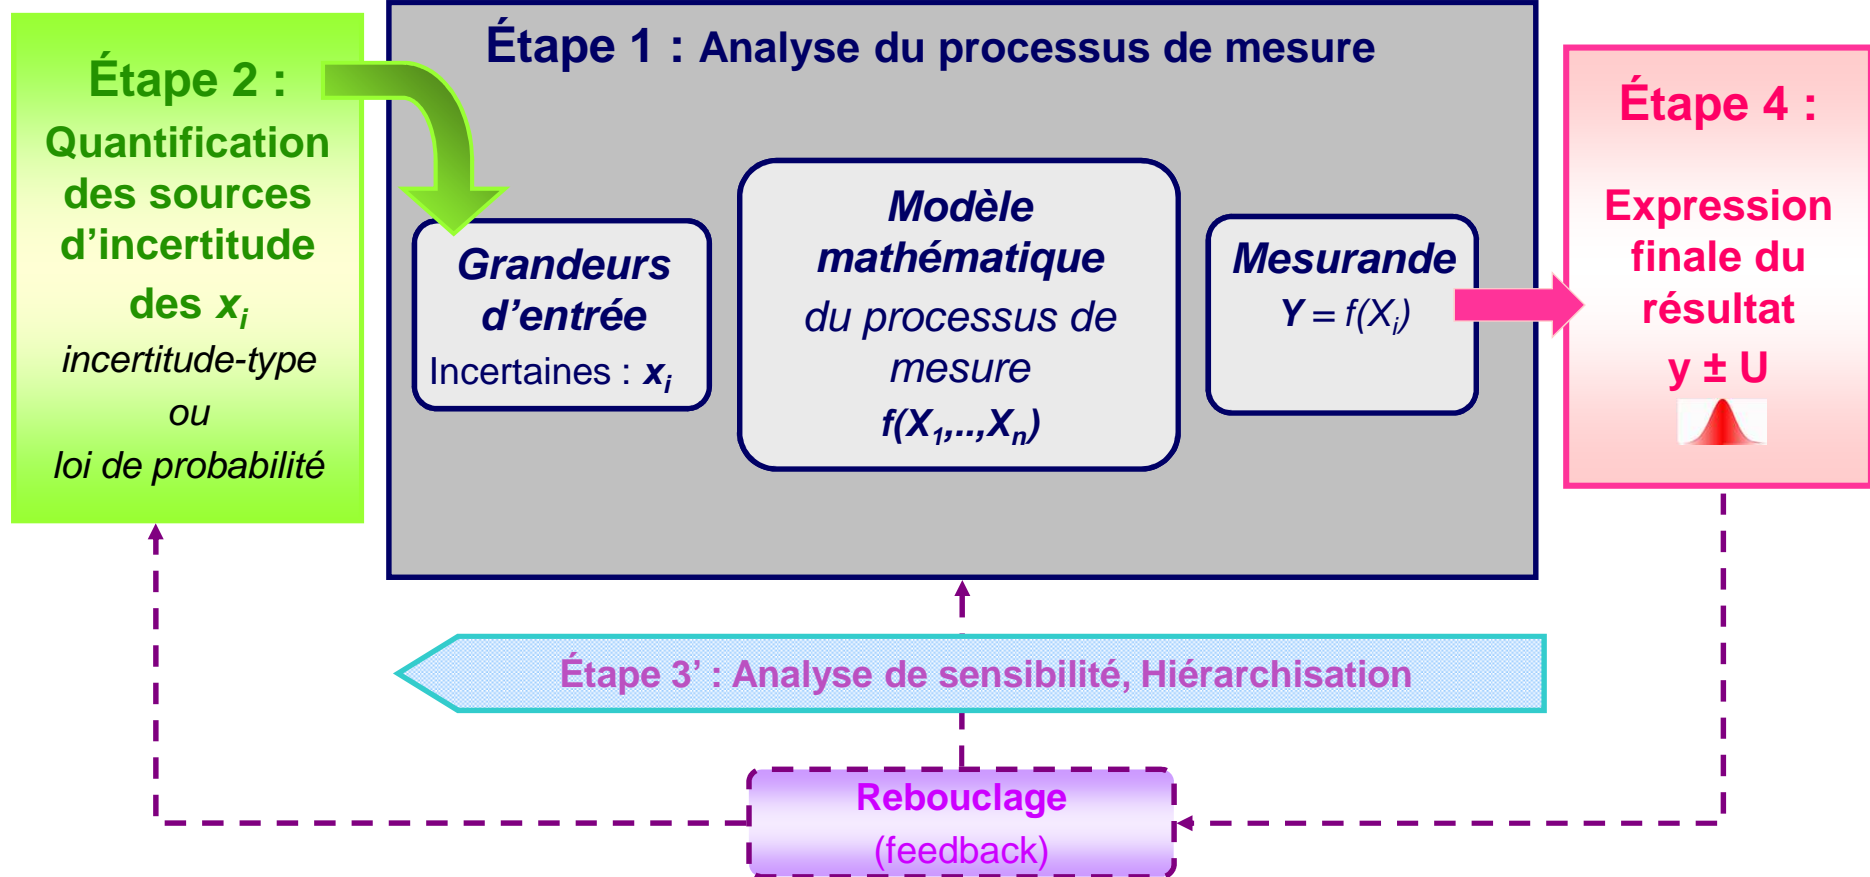 Étape 2 :
Quantification
des sources
d’incertitude
des xi
incertitude-type
ou
loi de probabilité
Étape 1 : Analyse du processus de mesure
Grandeurs
d’entrée
Incertaines : xi
Modèle
mathématique
du processus de
mesure
f(X1,..,Xn)
Mesurande
Y = f(Xi)
Étape 4 :
Expression
finale du
résultat
y ± U
Étape 3’ : Analyse de sensibilité, Hiérarchisation
Rebouclage
(feedback)